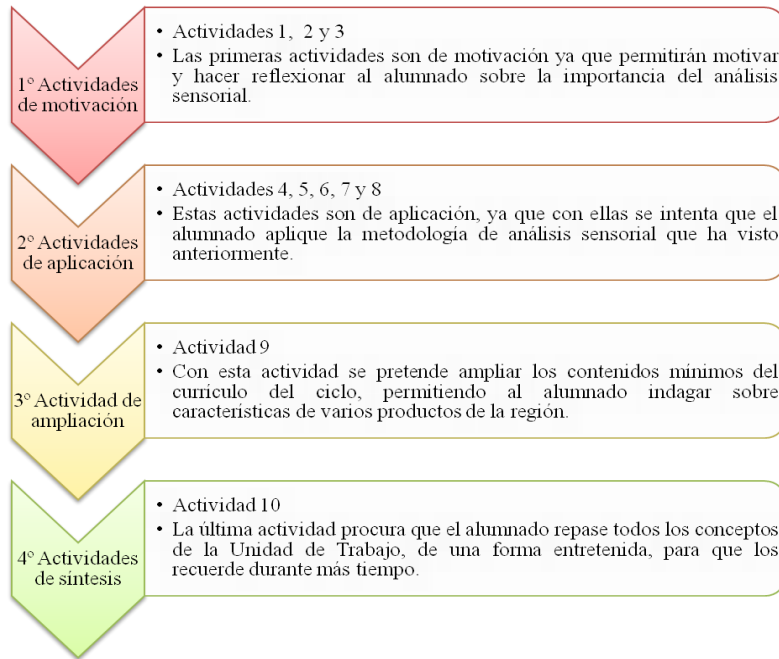 1º Actividades
de motivación
• Actividades 1, 2 y 3
• Las primeras actividades son de motivación ya que permitirán motivar
y hacer reflexionar al alumnado sobre la importancia del análisis
sensorial.
2º Actividades
de aplicación
• Actividades 4, 5, 6, 7 y 8
• Estas actividades son de aplicación, ya que con ellas se intenta que el
alumnado aplique la metodología de análisis sensorial que ha visto
anteriormente.
3º Actividad de
ampliación
• Actividad 9
• Con esta actividad se pretende ampliar los contenidos mínimos del
currículo del ciclo, permitiendo al alumnado indagar sobre
características de varios productos de la región.
4º Actividades
de síntesis
• Actividad 10
• La última actividad procura que el alumnado repase todos los conceptos
de la Unidad de Trabajo, de una forma entretenida, para que los
recuerde durante más tiempo.